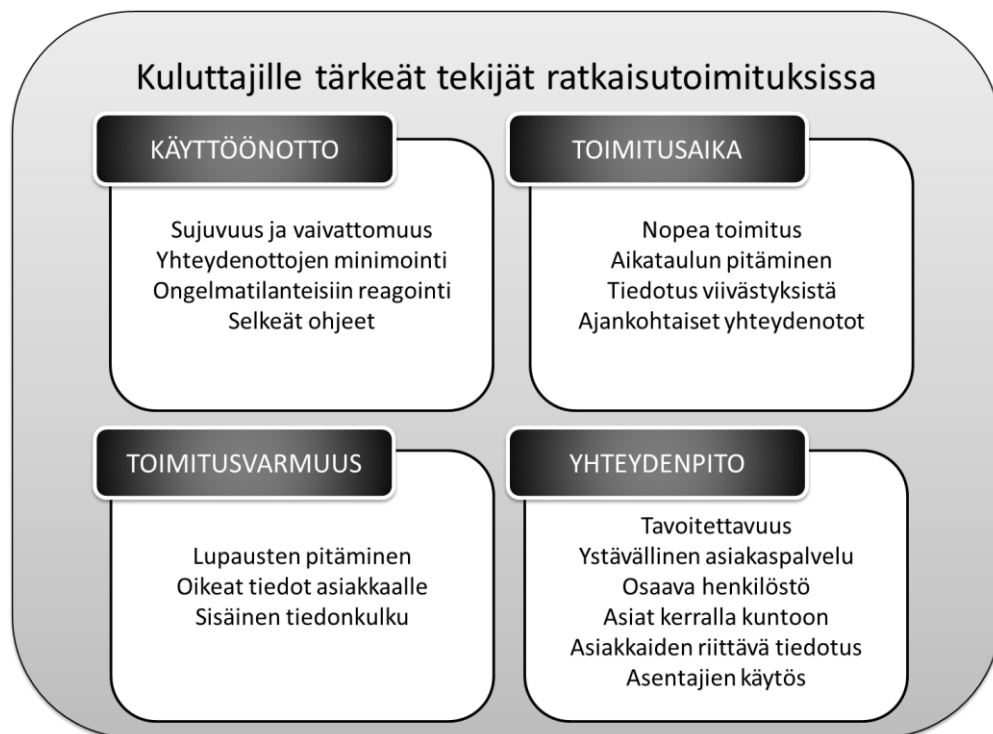 Kuluttajille tärkeät tekijät ratkaisutoimituksissa
KÄYTTÖÖNOTTO
Sujuvuus ja vaivattomuus
Yhteydenottojen minimointi
Ongelmatilanteisiin reagointi
Selkeät ohjeet
TOIMITUSAIKA
Nopea toimitus
Aikataulun pitäminen
Tiedotus viivästyksistä
Ajankohtaiset yhteydenotot
TOIMITUSVARMUUS
Lupausten pitäminen
Oikeat tiedot asiakkaalle
Sisäinen tiedonkulku
YHTEYDENPITO
Tavoitettavuus
Ystävällinen asiakaspalvelu
Osaava henkilöstö
Asiat kerralla kuntoon
Asiakkaiden riittävä tiedotus
Asentajien käytös